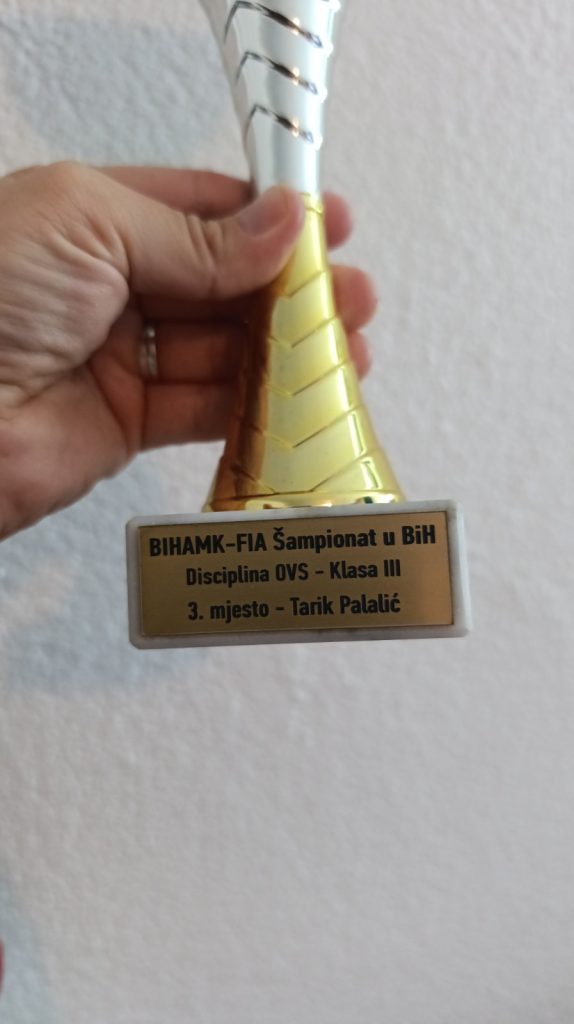 BIHAMK-FIA Šampionat u BiH
Disciplina OVS - Klasa III
3. mjesto - Tarik Palalić